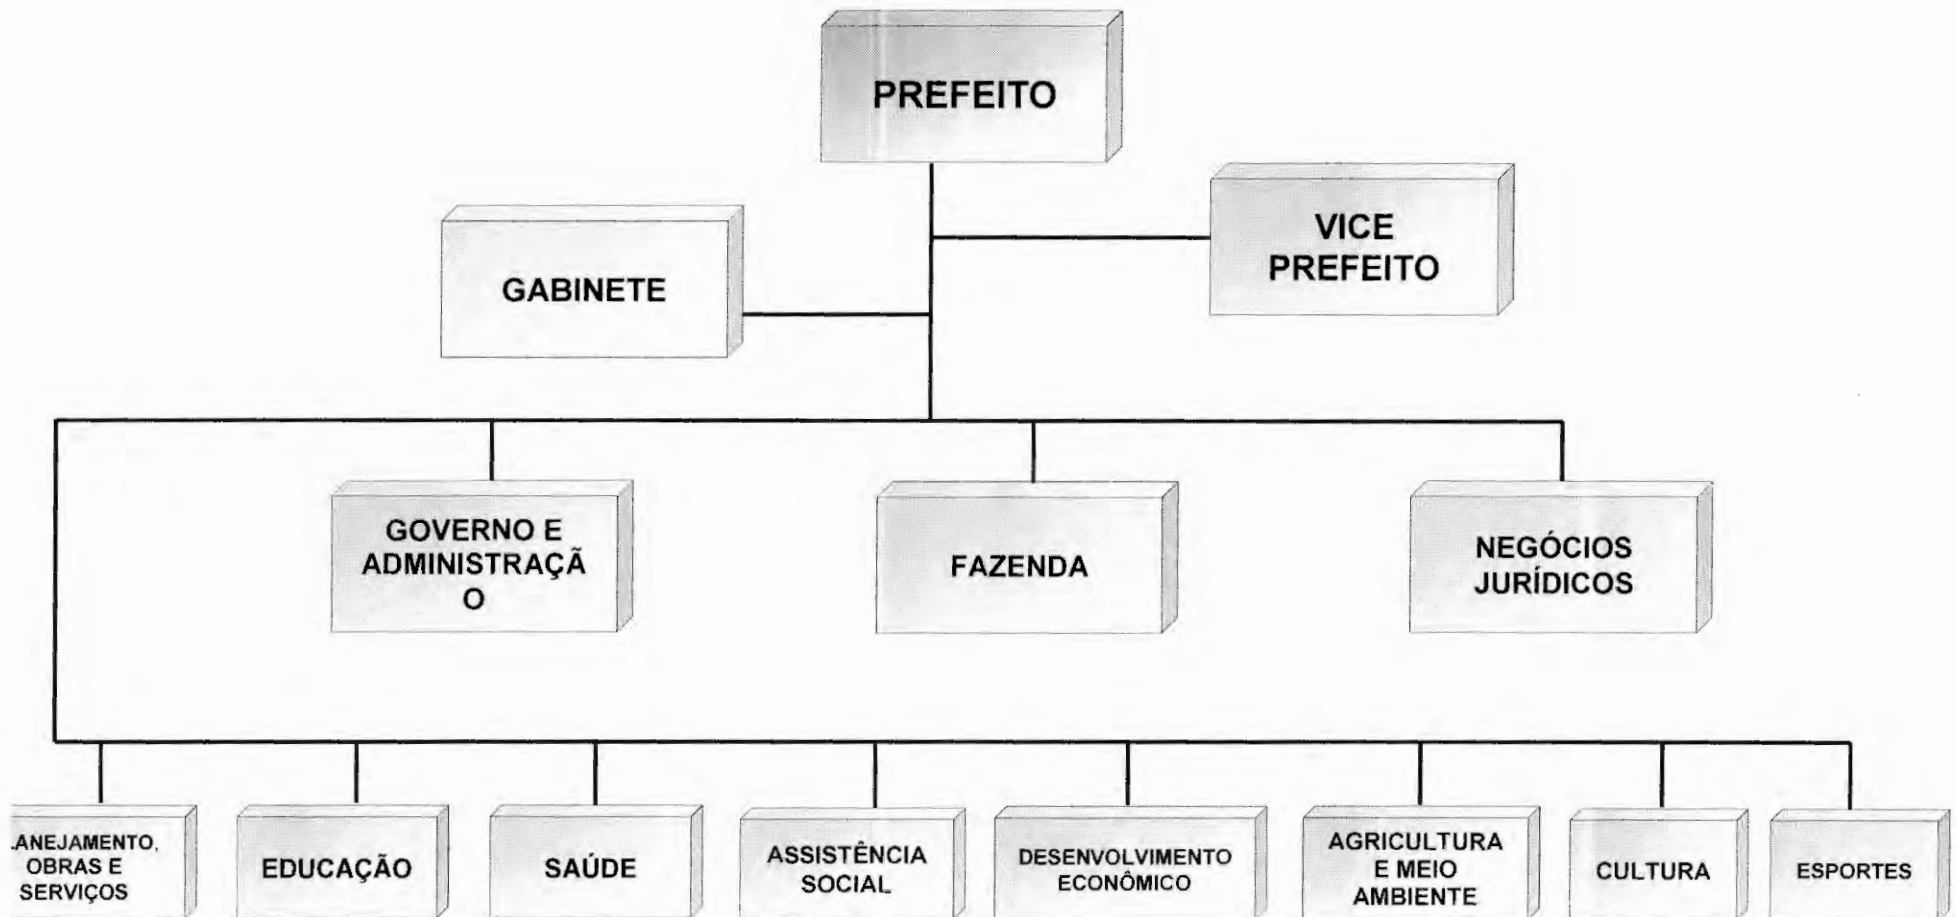 PREFEITO
VICE
PREFEITO
GABINETE
GOVERNO E
ADMINISTRAÇÃ
O
FAZENDA
NEGÓCIOS
JURÍDICOS
LANEJAMENTO,
OBRAS E
SERVIÇOS
EDUCAÇÃO
SAÚDE
ASSISTÊNCIA
SOCIAL
DESENVOLVIMENTO
ECONÔMICO
AGRICULTURA
E MEIO
AMBIENTE
CULTURA
ESPORTES